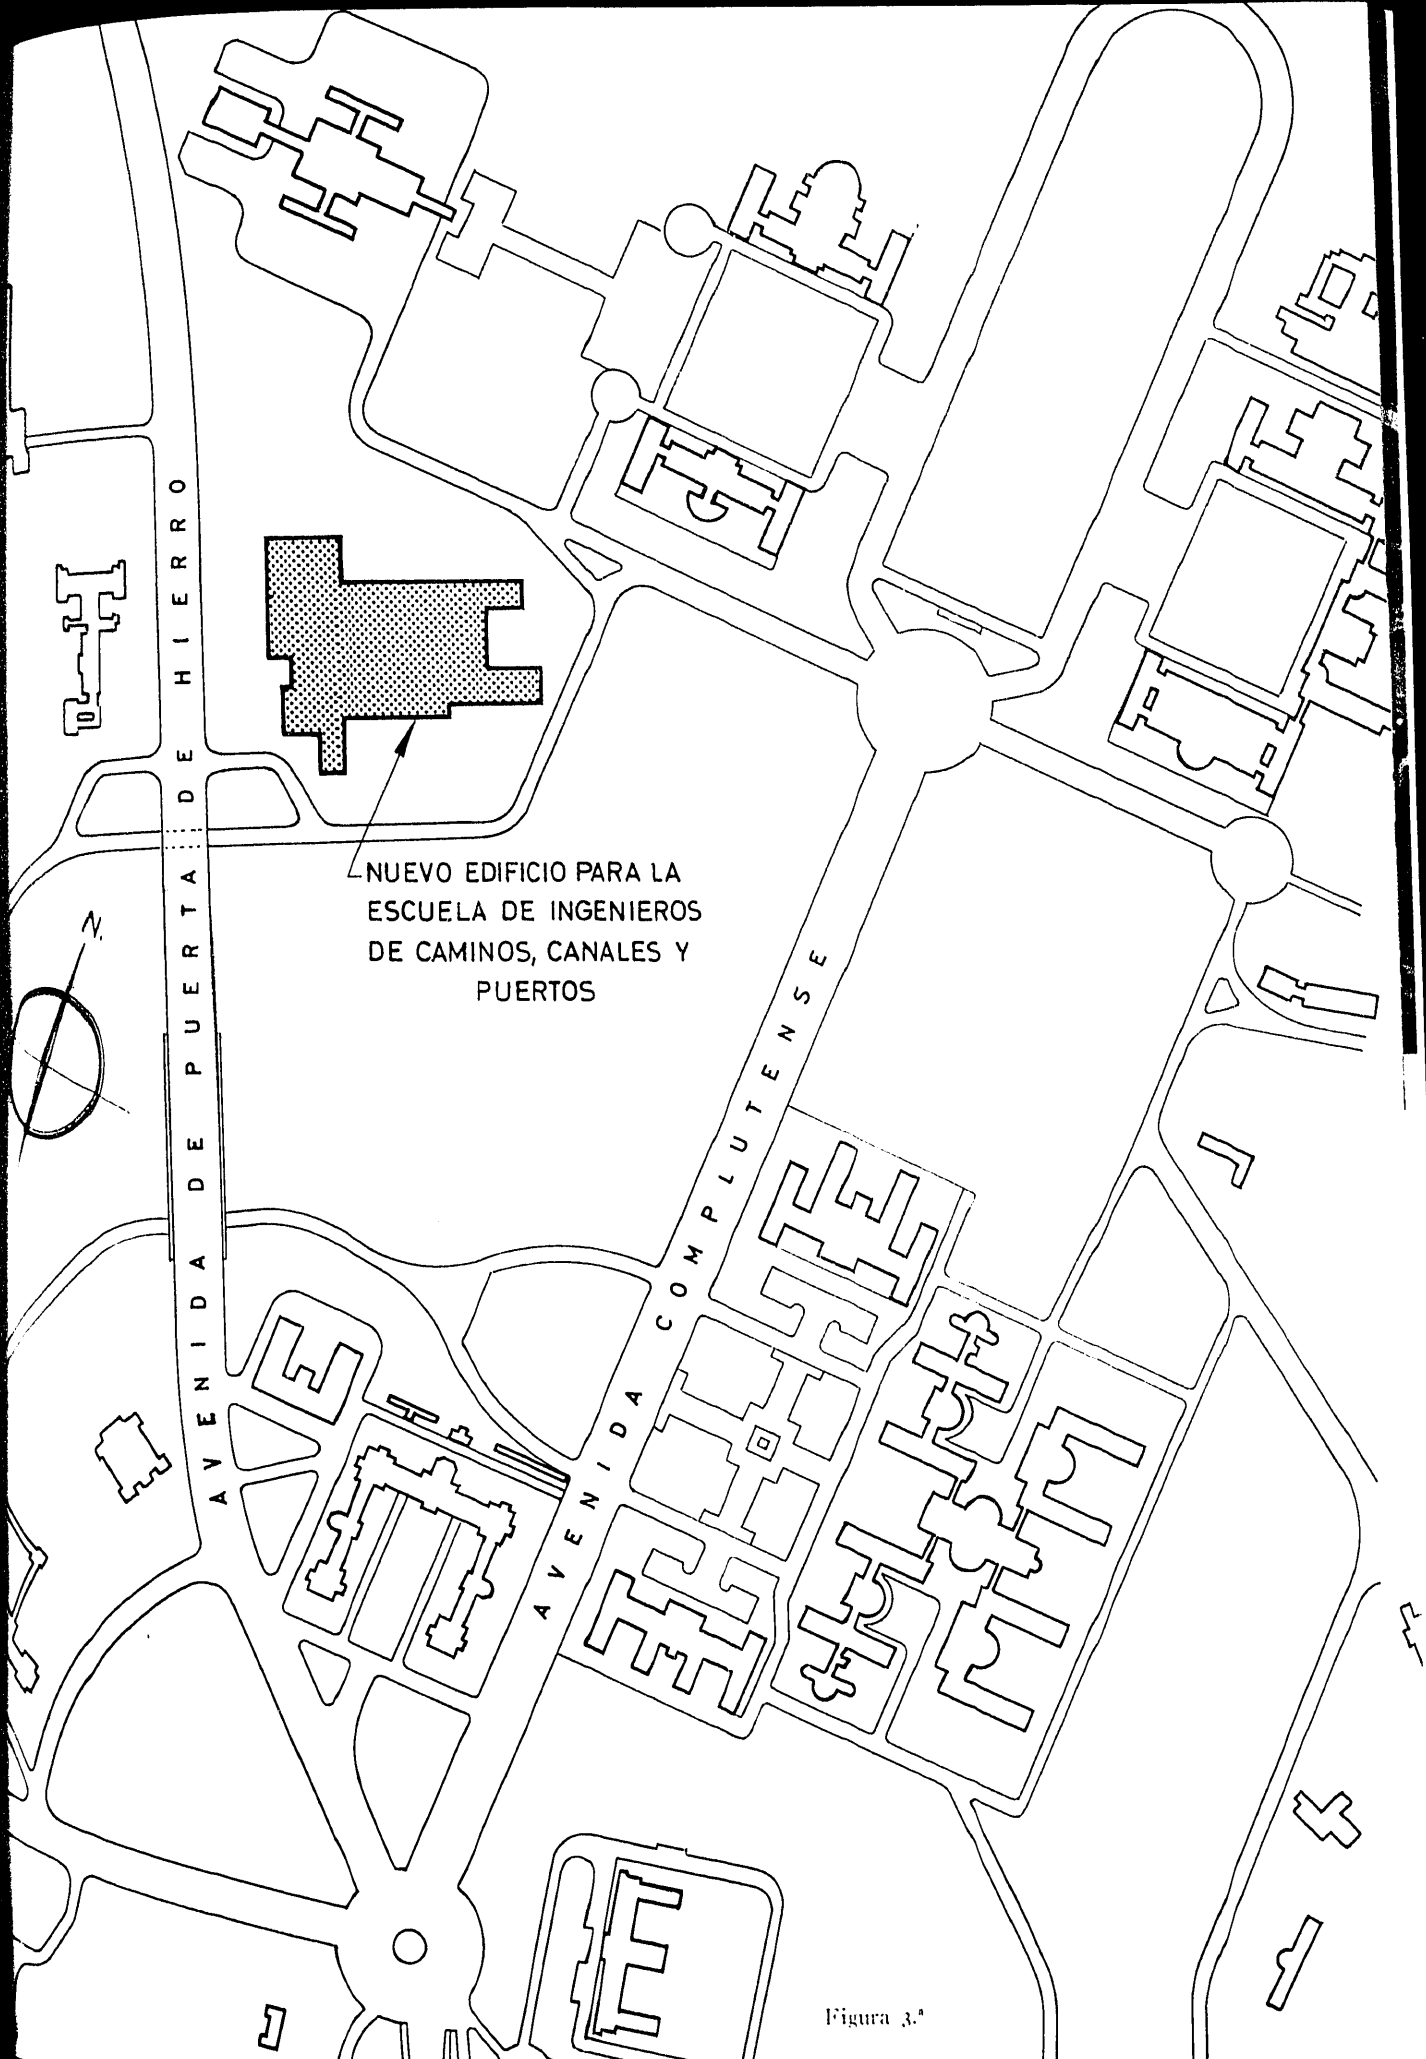 AVENIDA DE PUERTA DE HIERRO
NUEVO EDIFICIO PARA LA
ESCUELA DE INGENIEROS
DE CAMINOS, CANALES Y
PUERTOS
N.
AVENIDA COMPLUTENSE
Figura 3.ª